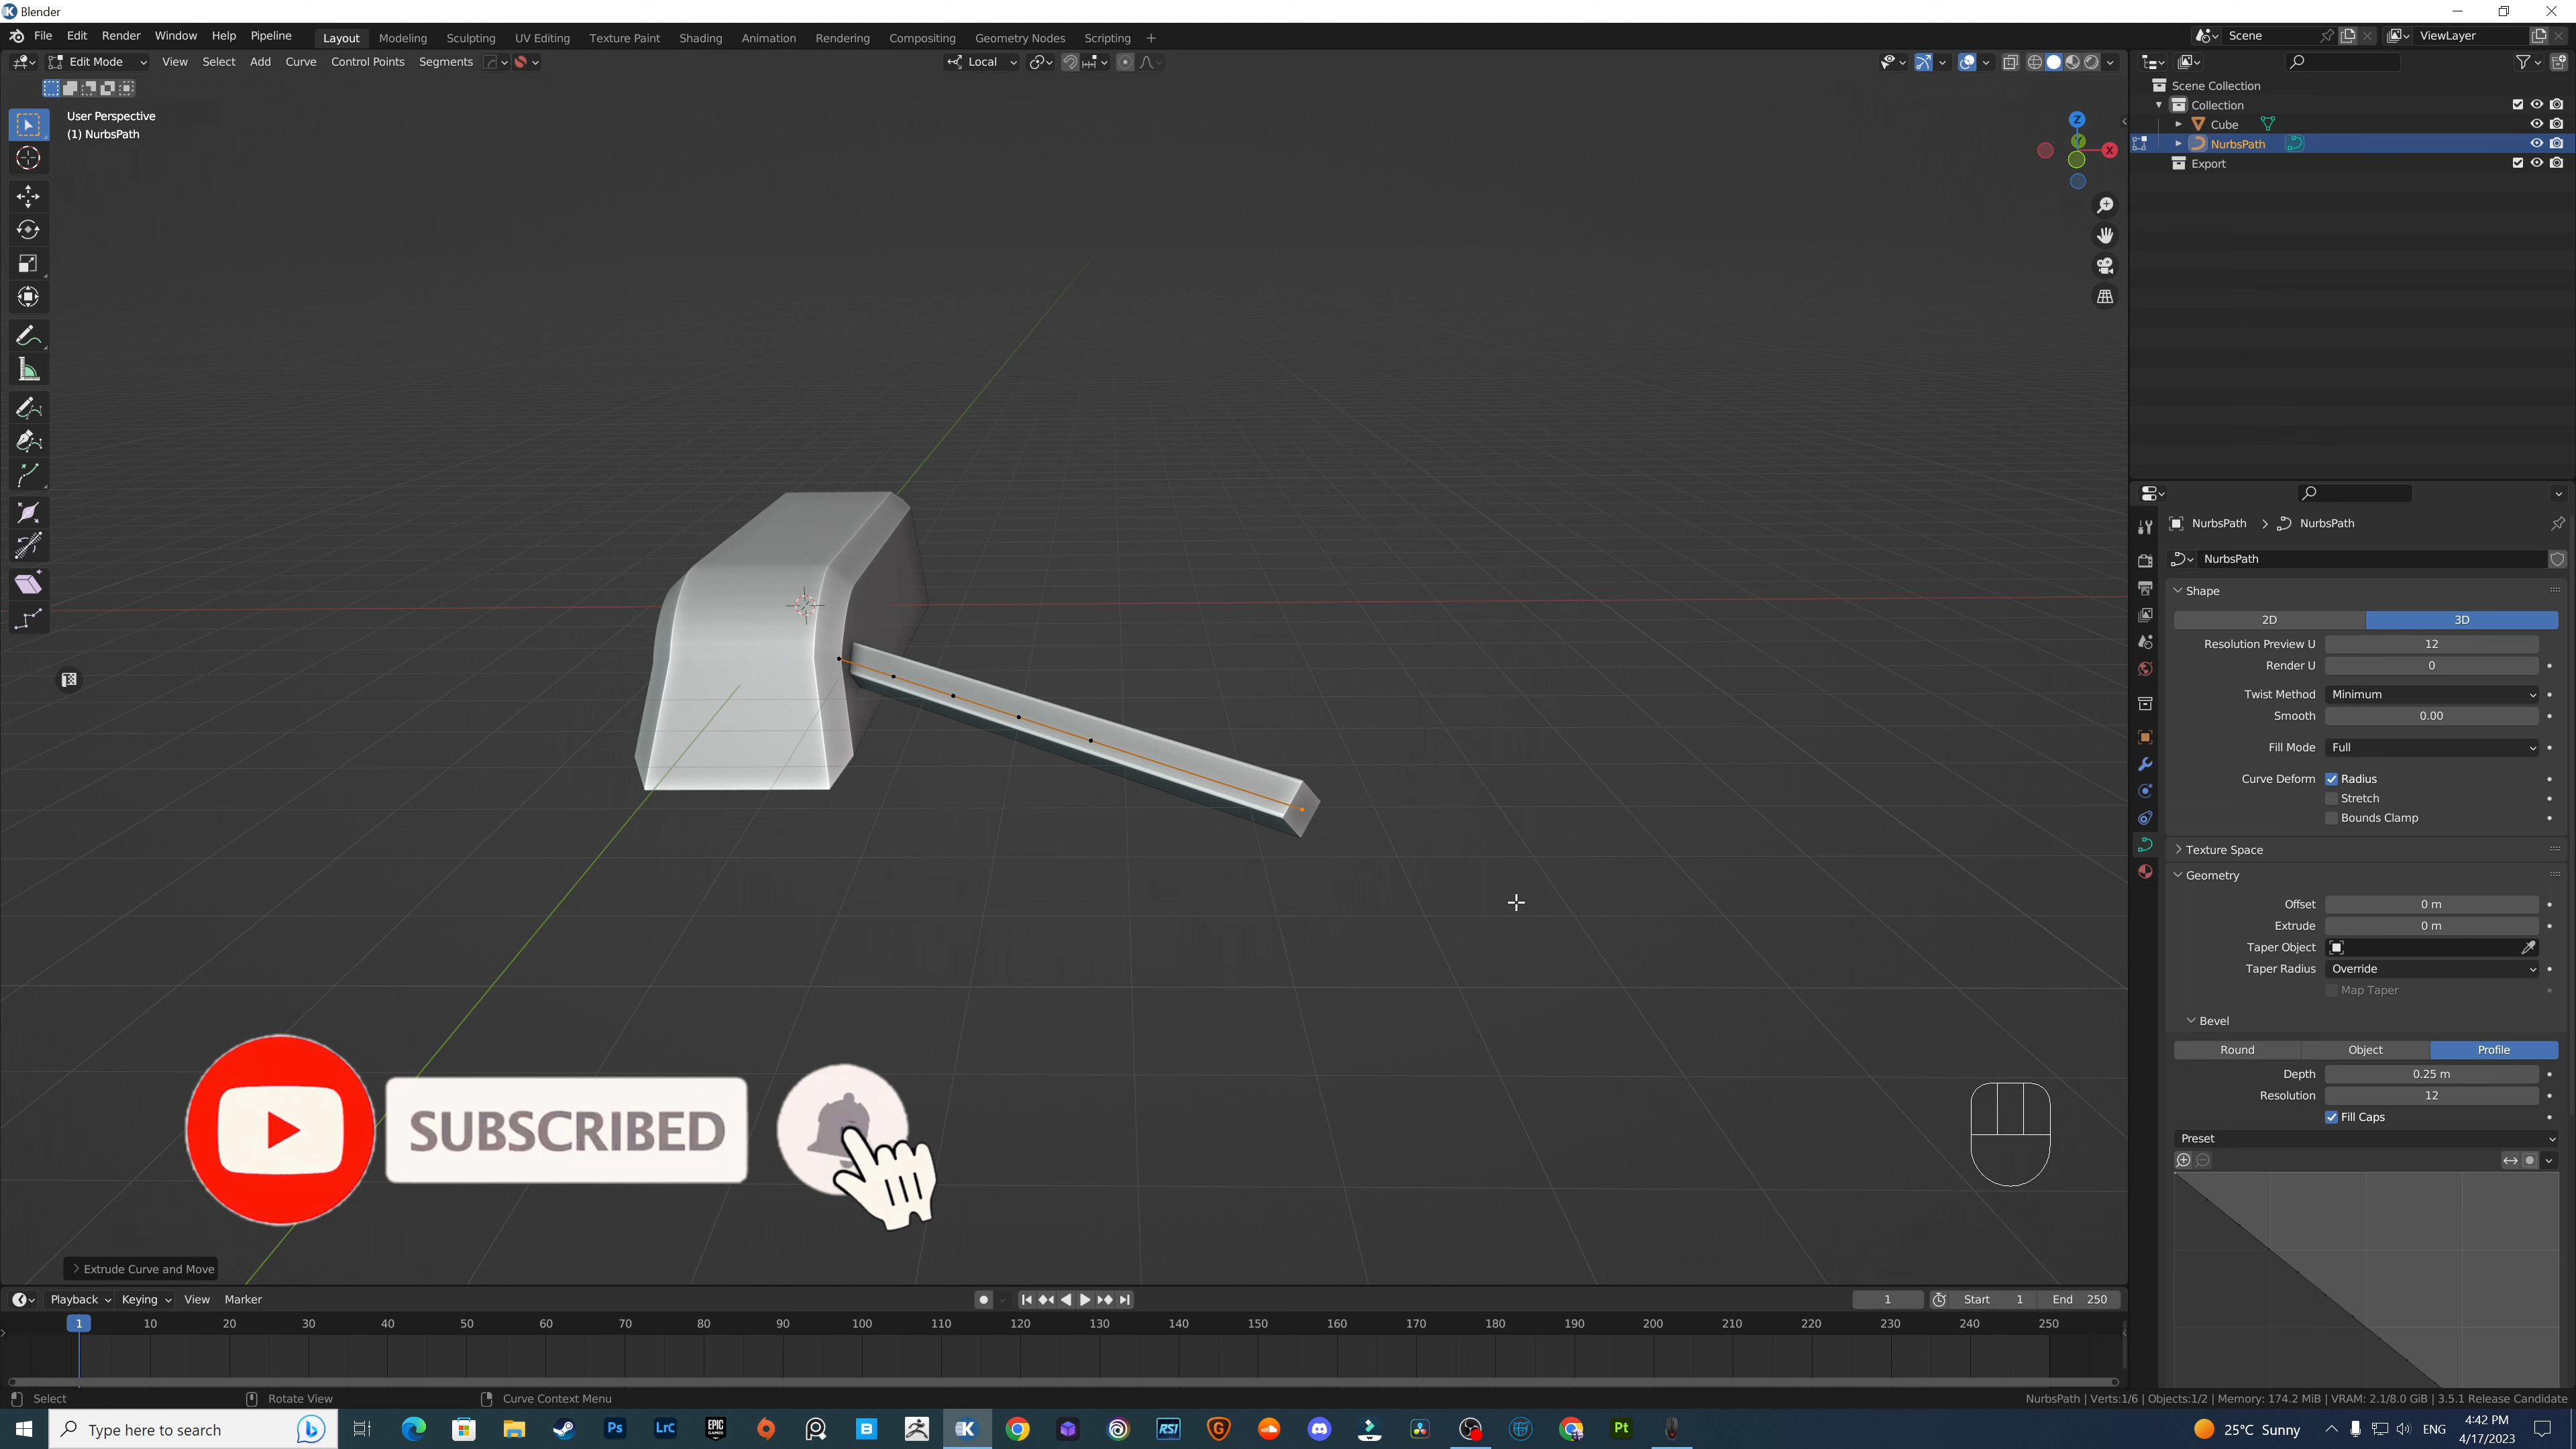 Blender
File Edit Render Window Help Pipeline Layout Modeling Sculpting UV Editing Texture Paint Shading Animation Rendering Compositing Geometry Nodes Scripting + Scene ViewLayer
Edit Mode View Select Add Curve Control Points Segments Local
User Perspective
(1) NurbsPath
Z
Y
X
Scene Collection
Collection
Cube
NurbsPath
Export
NurbsPath > NurbsPath
NurbsPath
Shape
2D 3D
Resolution Preview U 12
Render U 0
Twist Method Minimum
Smooth 0.00
Fill Mode Full
Curve Deform Radius
Stretch
Bounds Clamp
Texture Space
Geometry
Offset 0 m
Extrude 0 m
Taper Object
Taper Radius Override
Map Taper
Bevel
Round Object Profile
Depth 0.25 m
Resolution 12
Fill Caps
Preset
SUBSCRIBED
Extrude Curve and Move
Playback Keying View Marker 1 Start 1 End 250
1 10 20 30 40 50 60 70 80 90 100 110 120 130 140 150 160 170 180 190 200 210 220 230 240 250
Select Rotate View Curve Context Menu NurbsPath | Verts:1/6 | Objects:1/2 | Memory: 174.2 MiB | VRAM: 2.1/8.0 GiB | 3.5.1 Release Candidate
Type here to search Ps LrC EPIC GAMES B K RSI G Pt 25°C Sunny ENG 4:42 PM
4/17/2023